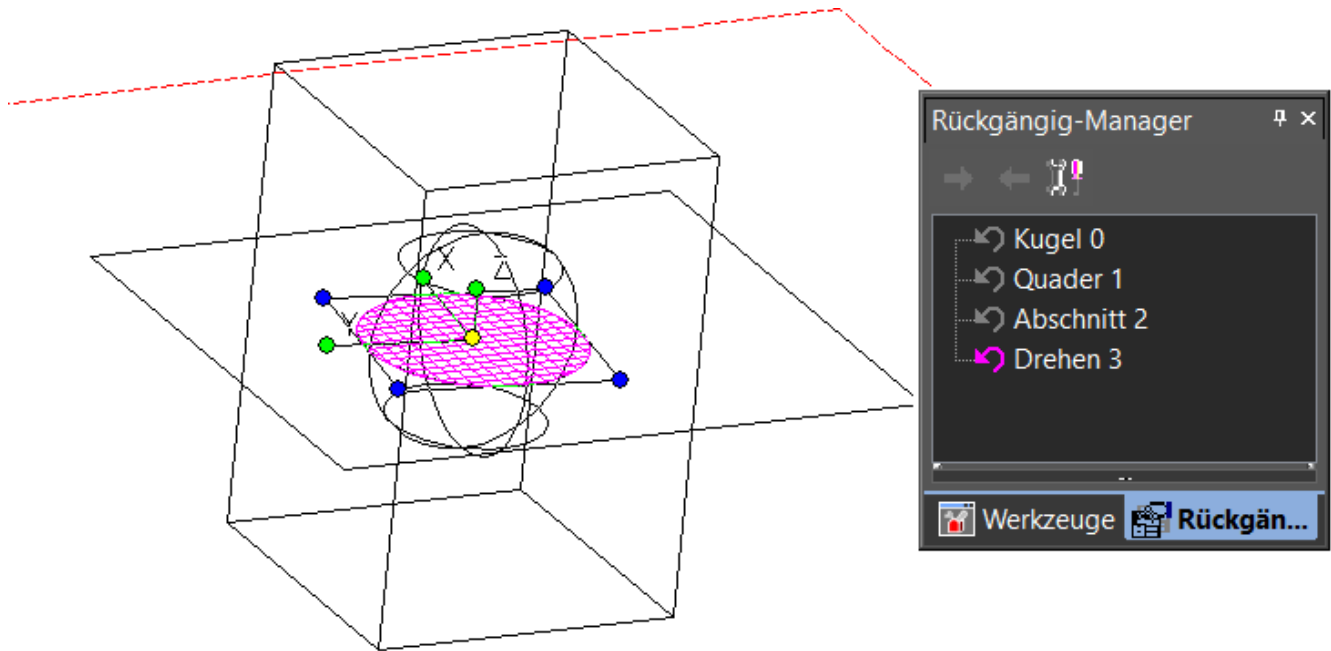 X
Z
Y
Rückgängig-Manager
Kugel 0
Quader 1
Abschnitt 2
Drehen 3
Werkzeuge
Rückgän...